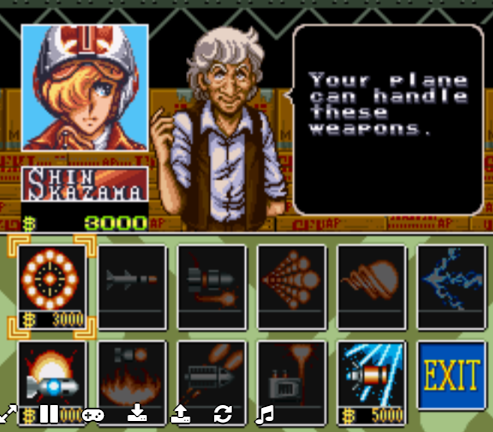 Your plane
can handle
these
weapons.
SHIN
KAZAMA
$ 3000
$ 3000
$ 5000
EXIT